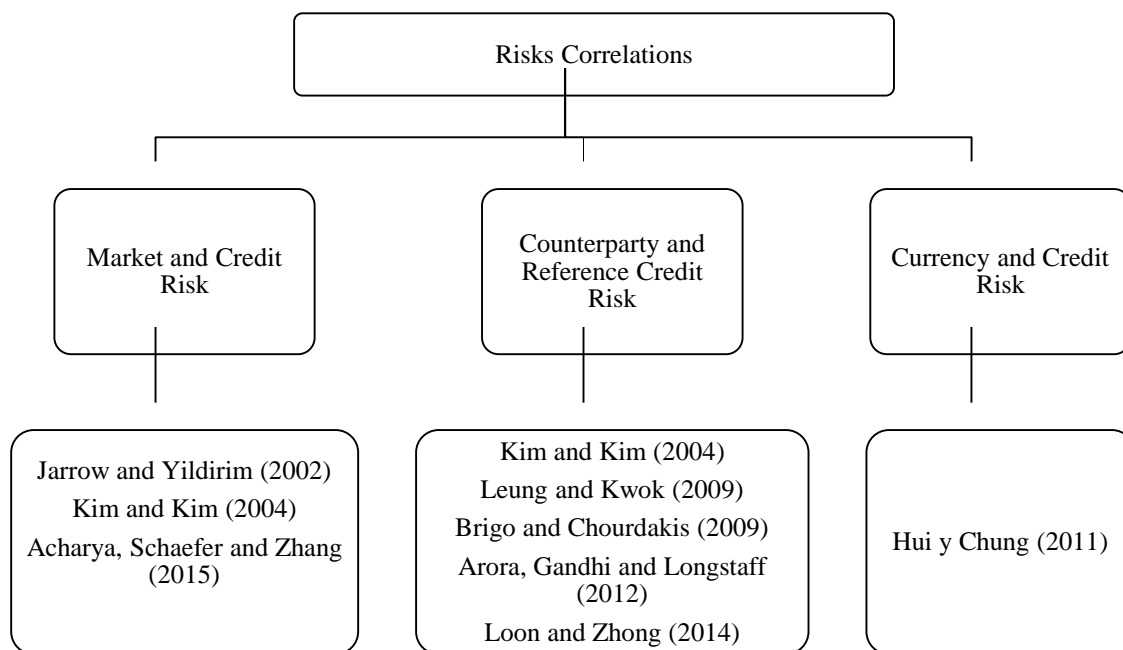 Risks Correlations
Market and Credit
Risk
Counterparty and
Reference Credit
Risk
Currency and Credit
Risk
Jarrow and Yildirim (2002)
Kim and Kim (2004)
Acharya, Schaefer and Zhang
(2015)
Kim and Kim (2004)
Leung and Kwok (2009)
Brigo and Chourdakis (2009)
Arora, Gandhi and Longstaff
(2012)
Loon and Zhong (2014)
Hui y Chung (2011)